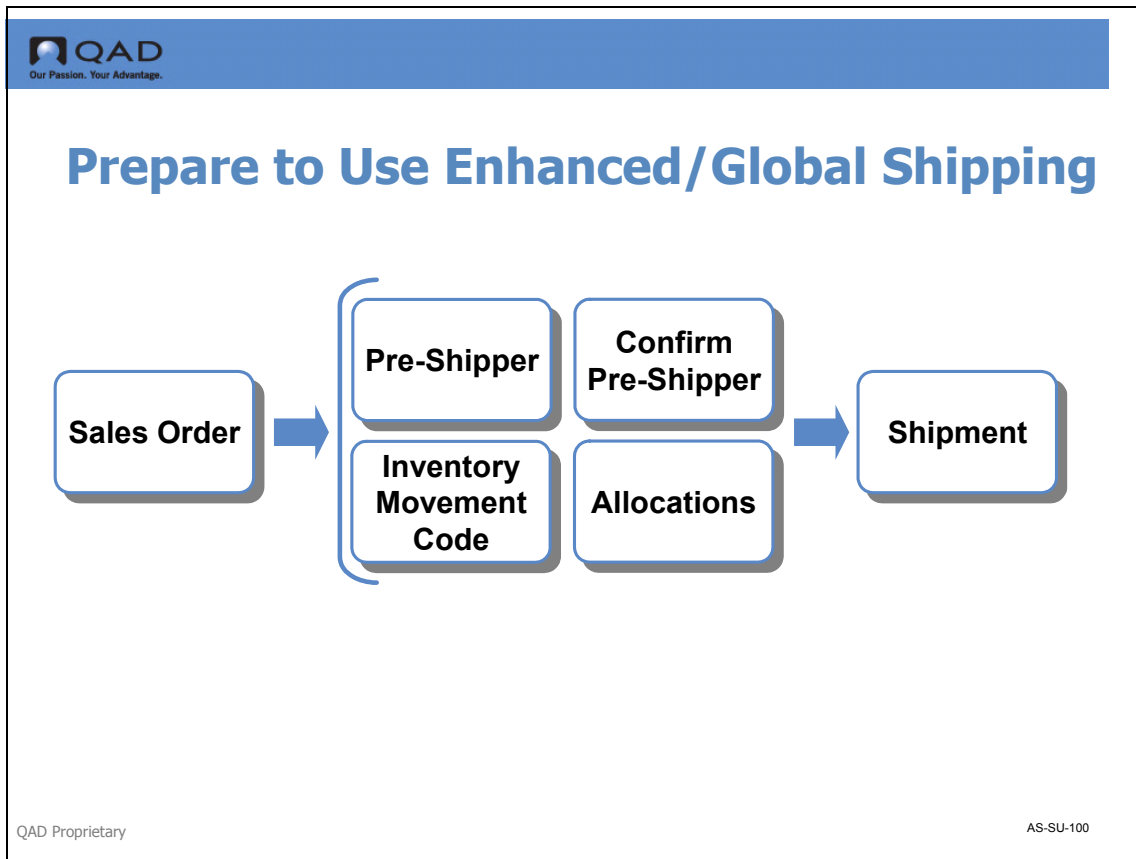 QAD
Our Passion. Your Advantage.
Prepare to Use Enhanced/Global Shipping
Sales Order
Pre-Shipper
Confirm
Pre-Shipper
Inventory
Movement
Code
Allocations
Shipment
QAD Proprietary
AS-SU-100